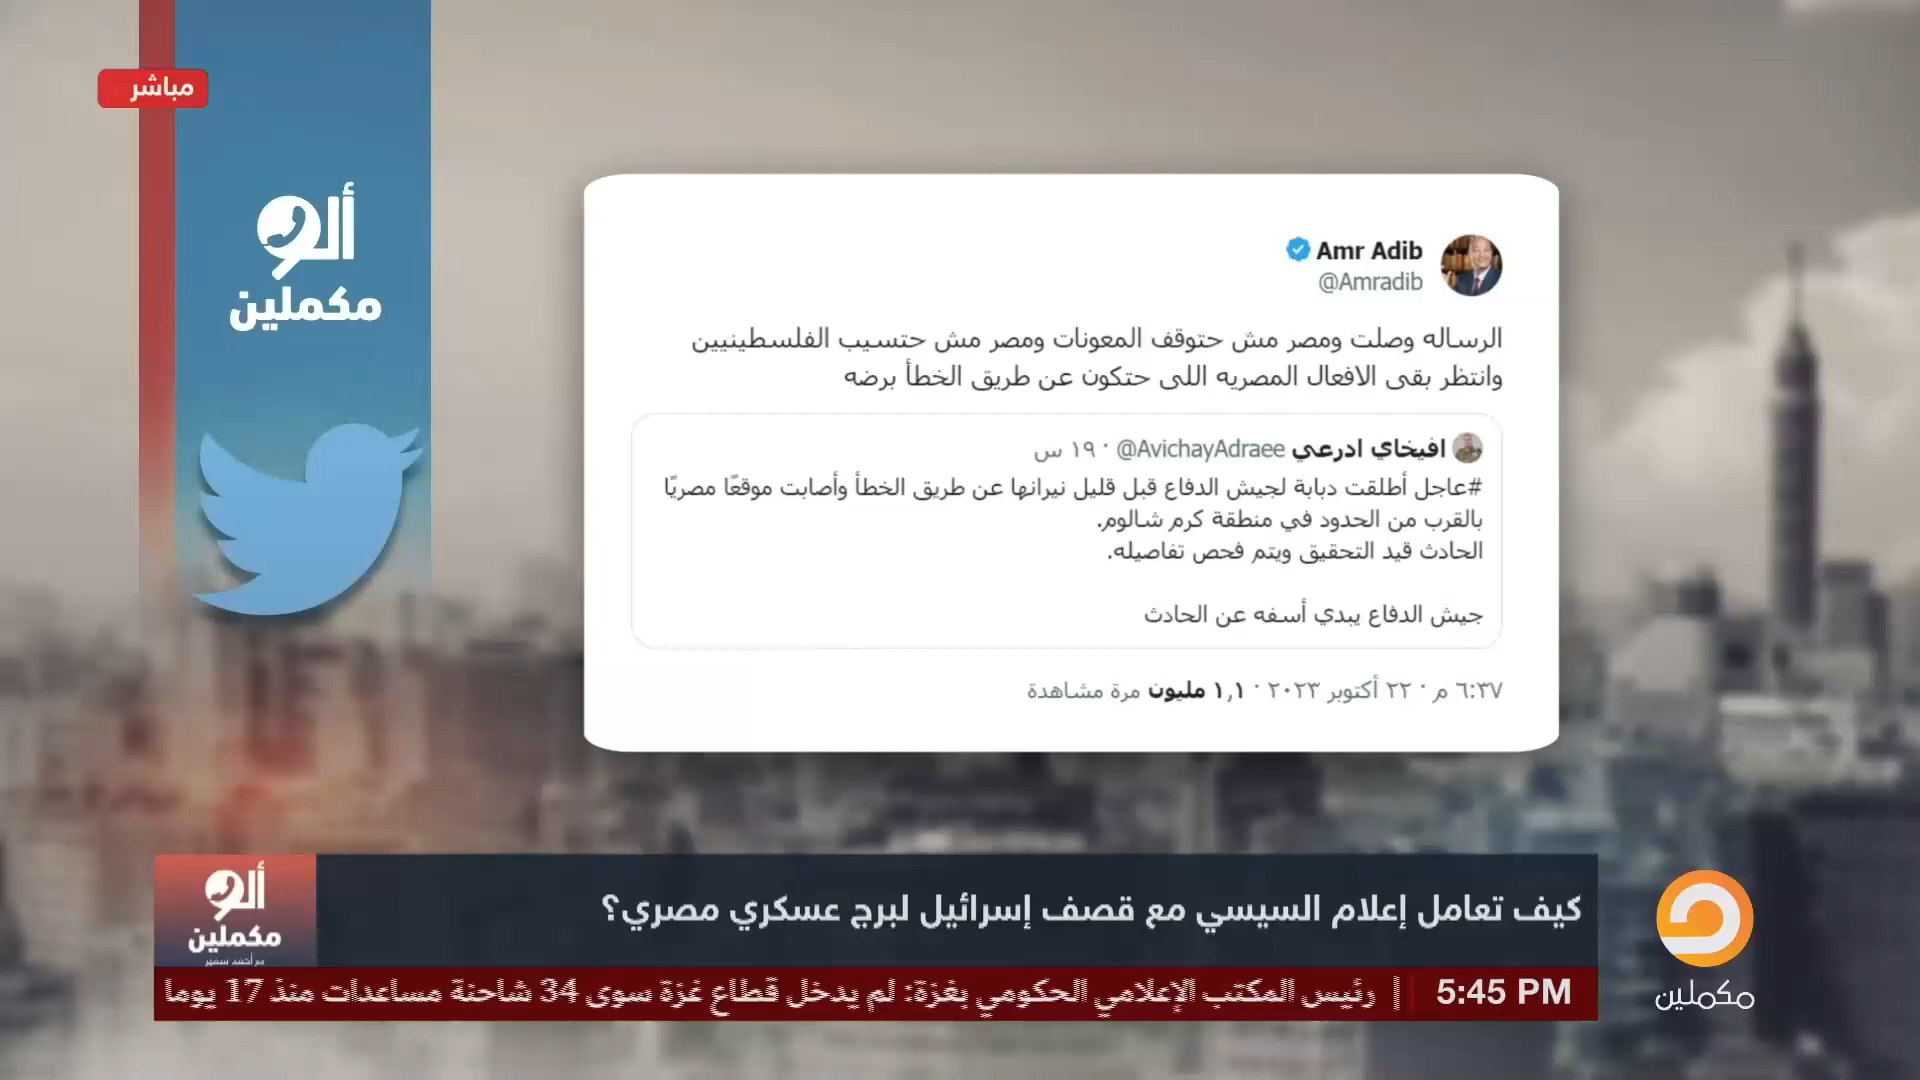 مباشر
ألو
مكملين
Amr Adib
@Amradib
الرساله وصلت ومصر مش حتوقف المعونات ومصر مش حتسيب الفلسطينيين
وانتظر بقى الافعال المصريه اللى حتكون عن طريق الخطأ برضه
افيخاي ادرعي @AvichayAdraee · ١٩ س
#عاجل أطلقت دبابة لجيش الدفاع قبل قليل نيرانها عن طريق الخطأ وأصابت موقعًا مصريًا
بالقرب من الحدود في منطقة كرم شالوم.
الحادث قيد التحقيق ويتم فحص تفاصيله.
جيش الدفاع يبدي أسفه عن الحادث
٦:٣٧ م · ٢٢ أكتوبر ٢٠٢٣ · ١,١ مليون مرة مشاهدة
كيف تعامل إعلام السيسي مع قصف إسرائيل لبرج عسكري مصري؟
ألو
مكملين
مع أحمد سمير
5:45 PM | رئيس المكتب الإعلامي الحكومي بغزة: لم يدخل قطاع غزة سوى 34 شاحنة مساعدات منذ 17 يوما
مكملين